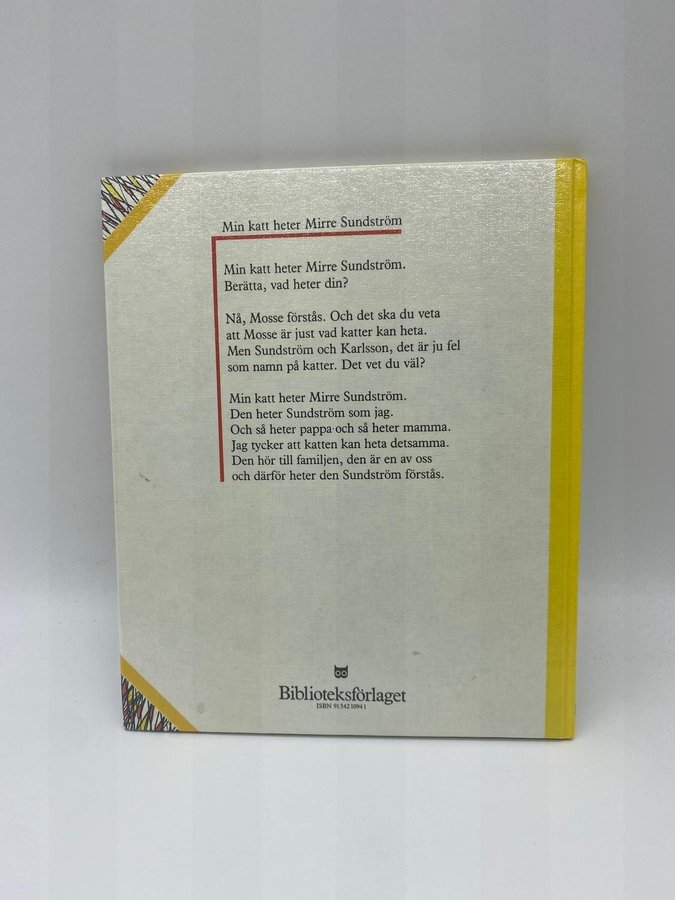 Min katt heter Mirre Sundström
Min katt heter Mirre Sundström.
Berätta, vad heter din?
Nå, Mosse förstås. Och det ska du veta
att Mosse är just vad katter kan heta.
Men Sundström och Karlsson, det är ju fel
som namn på katter. Det vet du väl?
Min katt heter Mirre Sundström.
Den heter Sundström som jag.
Och så heter pappa och så heter mamma.
Jag tycker att katten kan heta detsamma.
Den hör till familjen, den är en av oss
och därför heter den Sundström förstås.
Biblioteksförlaget
ISBN 91 542 1094 1